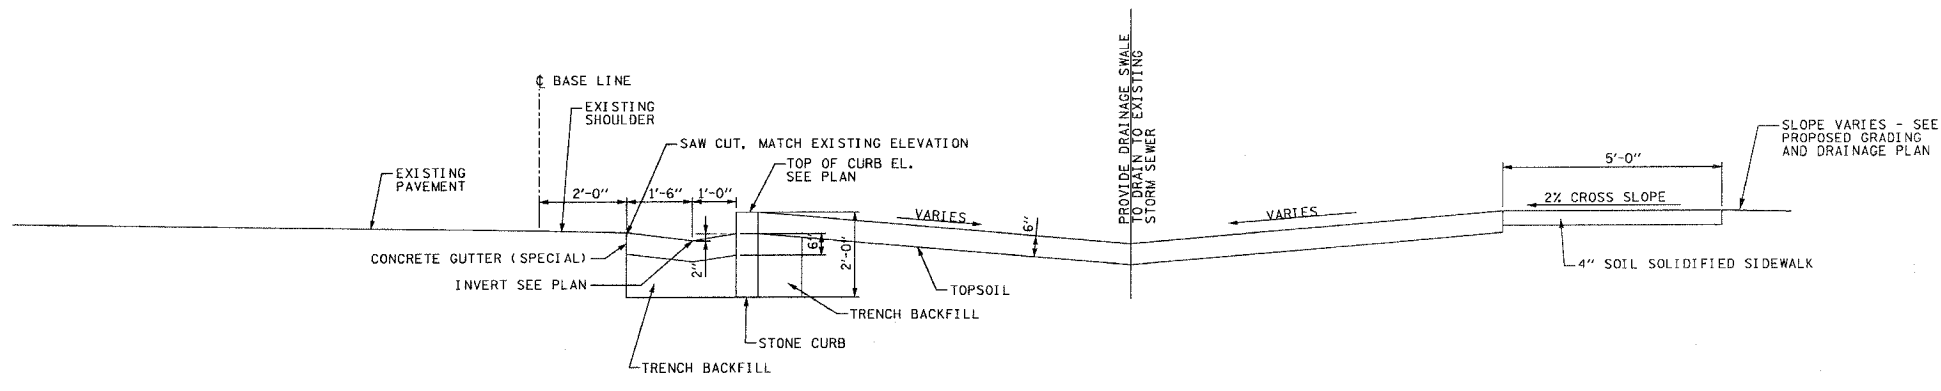 ℄ BASE LINE
EXISTING
SHOULDER
SAW CUT, MATCH EXISTING ELEVATION
TOP OF CURB EL.
SEE PLAN
EXISTING
PAVEMENT
2'-0"
1'-6"
1'-0"
VARIES
6"
PROVIDE DRAINAGE SWALE
TO DRAIN TO EXISTING
STORM SEWER
VARIES
5'-0"
2% CROSS SLOPE
SLOPE VARIES - SEE
PROPOSED GRADING
AND DRAINAGE PLAN
CONCRETE GUTTER (SPECIAL)
INVERT SEE PLAN
2"
6"
2'-0"
TOPSOIL
4" SOIL SOLIDIFIED SIDEWALK
TRENCH BACKFILL
STONE CURB
TRENCH BACKFILL